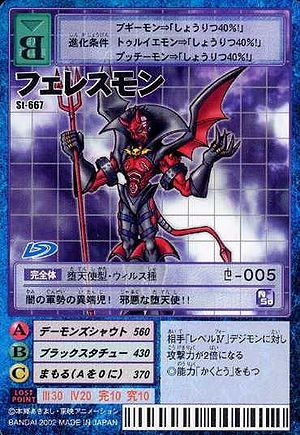 B
進化条件
ブギーモン⇒「しょうりつ40%!」
トゥルイエモン⇒「しょうりつ40%!」
ブッチーモン⇒「しょうりつ40%!」
フェレスモン
St-667
完全体
堕天使型・ウィルス種
-005
闇の軍勢の異端児! 邪悪な堕天使!!
A デーモンズシャウト 560
B ブラックスタチュー 430
C まもる(Aを0に) 370
相手「レベルⅣ」デジモンに対し
攻撃力が2倍になる
◎能力「かくとう」をもつ
LOST POINT
Ⅲ30 Ⅳ20 完10 究10
©本郷あきよし・東映アニメーション
BANDAI 2002 MADE IN JAPAN